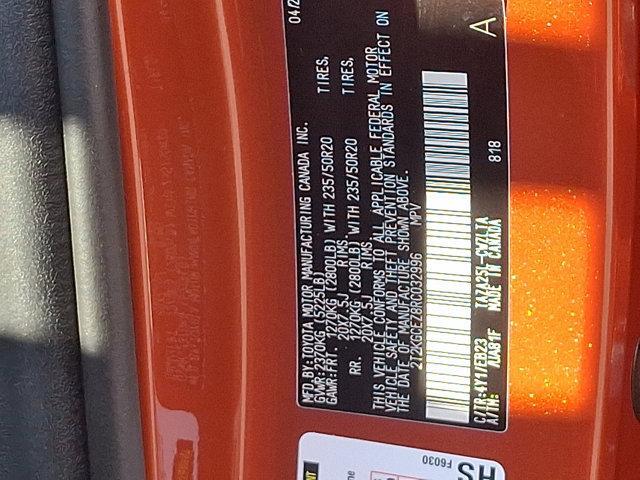 MFD.BY:TOYOTA MOTOR MANUFACTURING CANADA INC. 04/2
GVWR:2370KG (5225LB)
GAWR:FRT. 1270KG (2800LB) WITH 235/50R20 TIRES,
20X7.5J RIMS
RR. 1270KG (2800LB) WITH 235/50R20 TIRES,
20X7.5J RIMS
THIS VEHICLE CONFORMS TO ALL APPLICABLE FEDERAL MOTOR
VEHICLE SAFETY AND THEFT PREVENTION STANDARDS IN EFFECT ON
THE DATE OF MANUFACTURE SHOWN ABOVE.
MPV
C/TR:4Y1/EB23 A
A/TM: /UA81F MADE IN CANADA 818
F6030
HS